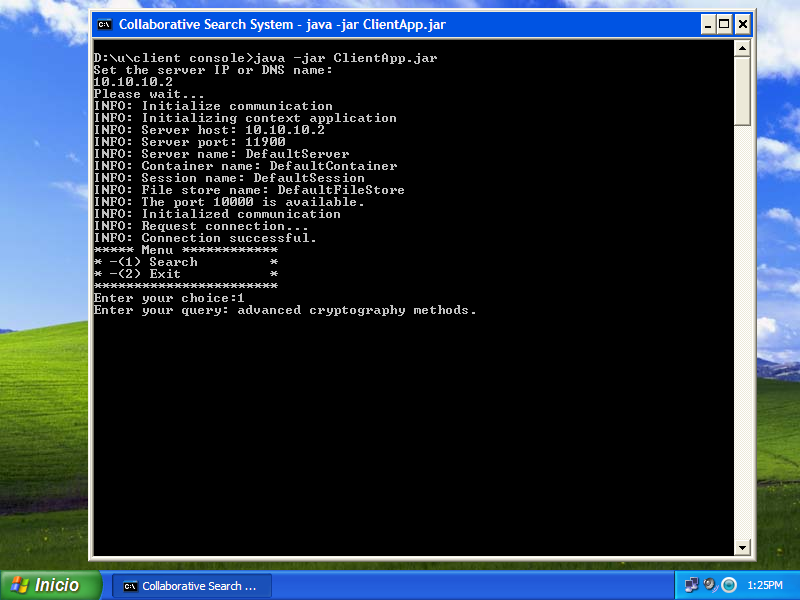 Collaborative Search System - java -jar ClientApp.jar
D:\u\client console>java -jar ClientApp.jar
Set the server IP or DNS name:
10.10.10.2
Please wait...
INFO: Initialize communication
INFO: Initializing context application
INFO: Server host: 10.10.10.2
INFO: Server port: 11900
INFO: Server name: DefaultServer
INFO: Container name: DefaultContainer
INFO: Session name: DefaultSession
INFO: File store name: DefaultFileStore
INFO: The port 10000 is available.
INFO: Initialized communication
INFO: Request connection...
INFO: Connection successful.
***** Menu ************
* -(1) Search         *
* -(2) Exit           *
***********************
Enter your choice:1
Enter your query: advanced cryptography methods.
Inicio
Collaborative Search ...
1:25PM